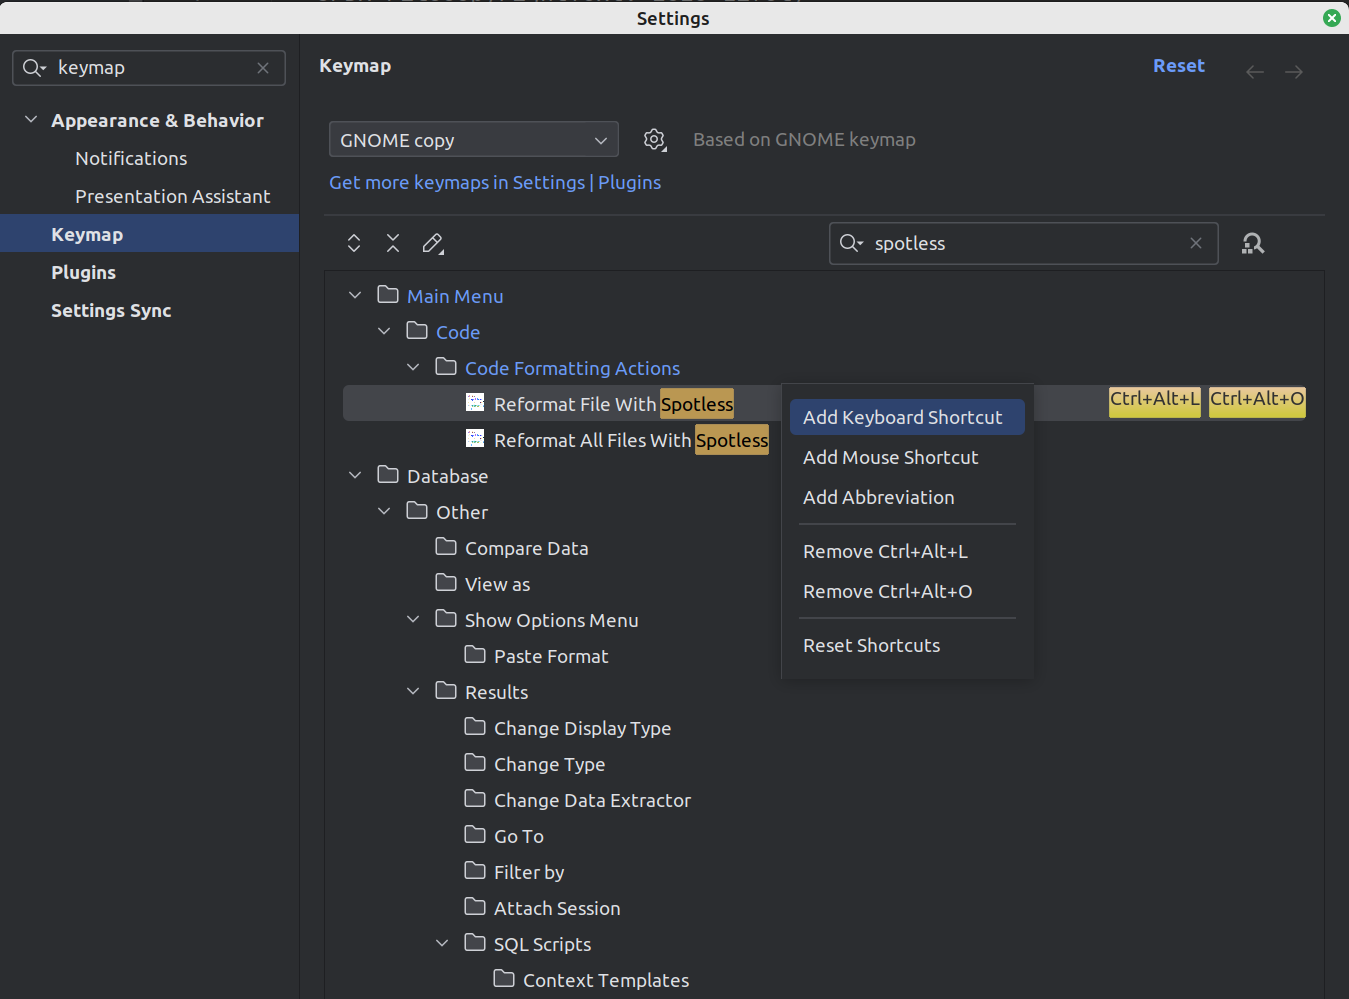 Settings
keymap
Appearance & Behavior
Notifications
Presentation Assistant
Keymap
Plugins
Settings Sync
Keymap
Reset
GNOME copy
Based on GNOME keymap
Get more keymaps in Settings | Plugins
spotless
Main Menu
Code
Code Formatting Actions
Reformat File With Spotless
Ctrl+Alt+L Ctrl+Alt+O
Reformat All Files With Spotless
Database
Other
Compare Data
View as
Show Options Menu
Paste Format
Results
Change Display Type
Change Type
Change Data Extractor
Go To
Filter by
Attach Session
SQL Scripts
Context Templates
Add Keyboard Shortcut
Add Mouse Shortcut
Add Abbreviation
Remove Ctrl+Alt+L
Remove Ctrl+Alt+O
Reset Shortcuts